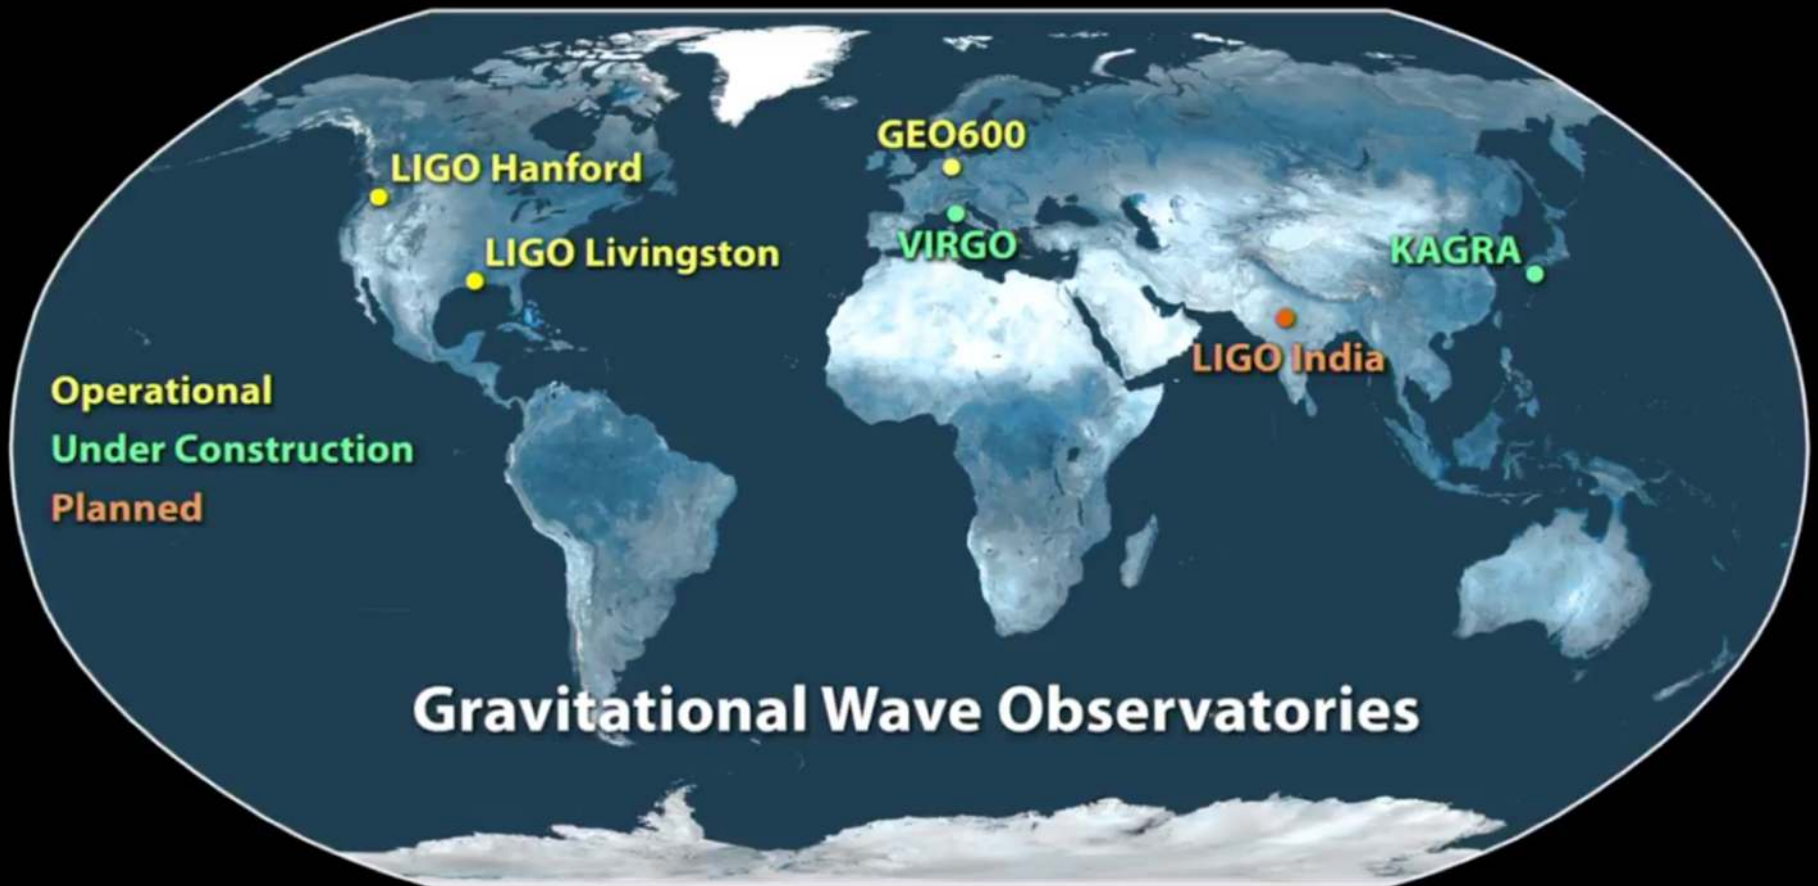 GEO600
LIGO Hanford
LIGO Livingston
VIRGO
KAGRA
LIGO India
Operational
Under Construction
Planned
Gravitational Wave Observatories